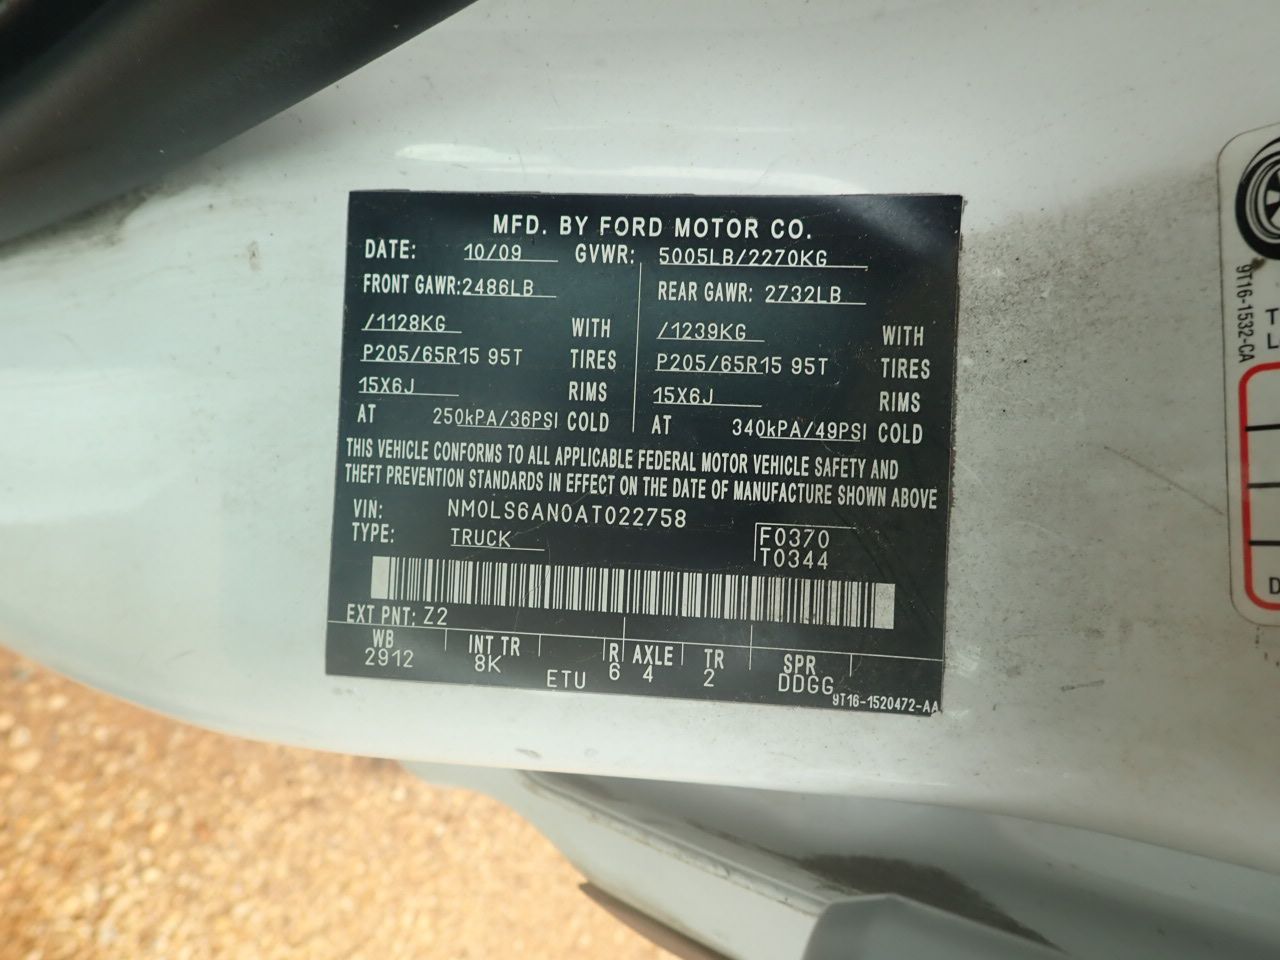 MFD. BY FORD MOTOR CO.
DATE: 10/09 GVWR: 5005LB/2270KG
FRONT GAWR: 2486LB REAR GAWR: 2732LB
/1128KG WITH /1239KG WITH
P205/65R15 95T TIRES P205/65R15 95T TIRES
15X6J RIMS 15X6J RIMS
AT 250kPA/36PSI COLD AT 340kPA/49PSI COLD
THIS VEHICLE CONFORMS TO ALL APPLICABLE FEDERAL MOTOR VEHICLE SAFETY AND
THEFT PREVENTION STANDARDS IN EFFECT ON THE DATE OF MANUFACTURE SHOWN ABOVE
VIN: NM0LS6AN0AT022758
TYPE: TRUCK F0370
T0344
EXT PNT: Z2
WB INT TR R AXLE TR SPR
2912 8K ETU 6 4 2 DDGG
9T16-1520472-AA
9T16-1532-CA
T
L
D